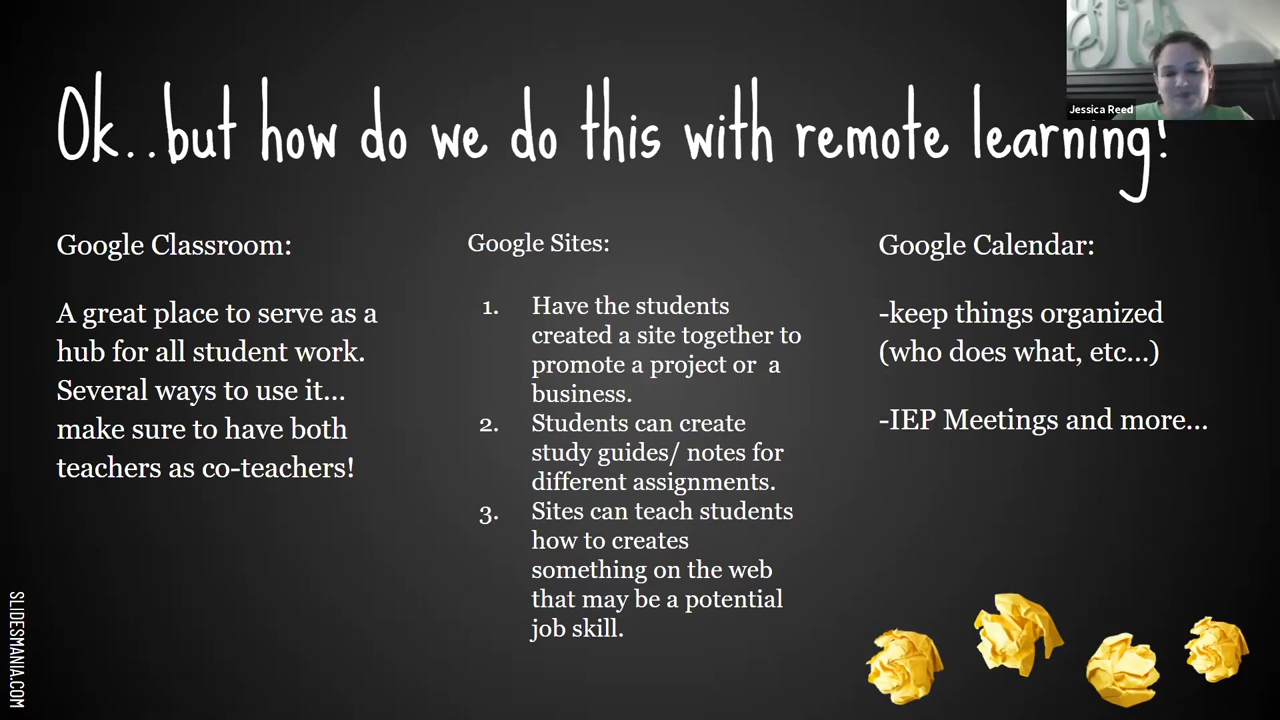 Jessica Reed
Ok..but how do we do this with remote learning!
Google Classroom:
A great place to serve as a
hub for all student work.
Several ways to use it...
make sure to have both
teachers as co-teachers!
Google Sites:
1. Have the students
created a site together to
promote a project or a
business.
2. Students can create
study guides/ notes for
different assignments.
3. Sites can teach students
how to creates
something on the web
that may be a potential
job skill.
Google Calendar:
-keep things organized
(who does what, etc...)
-IEP Meetings and more...
SLIDESMANIA.COM